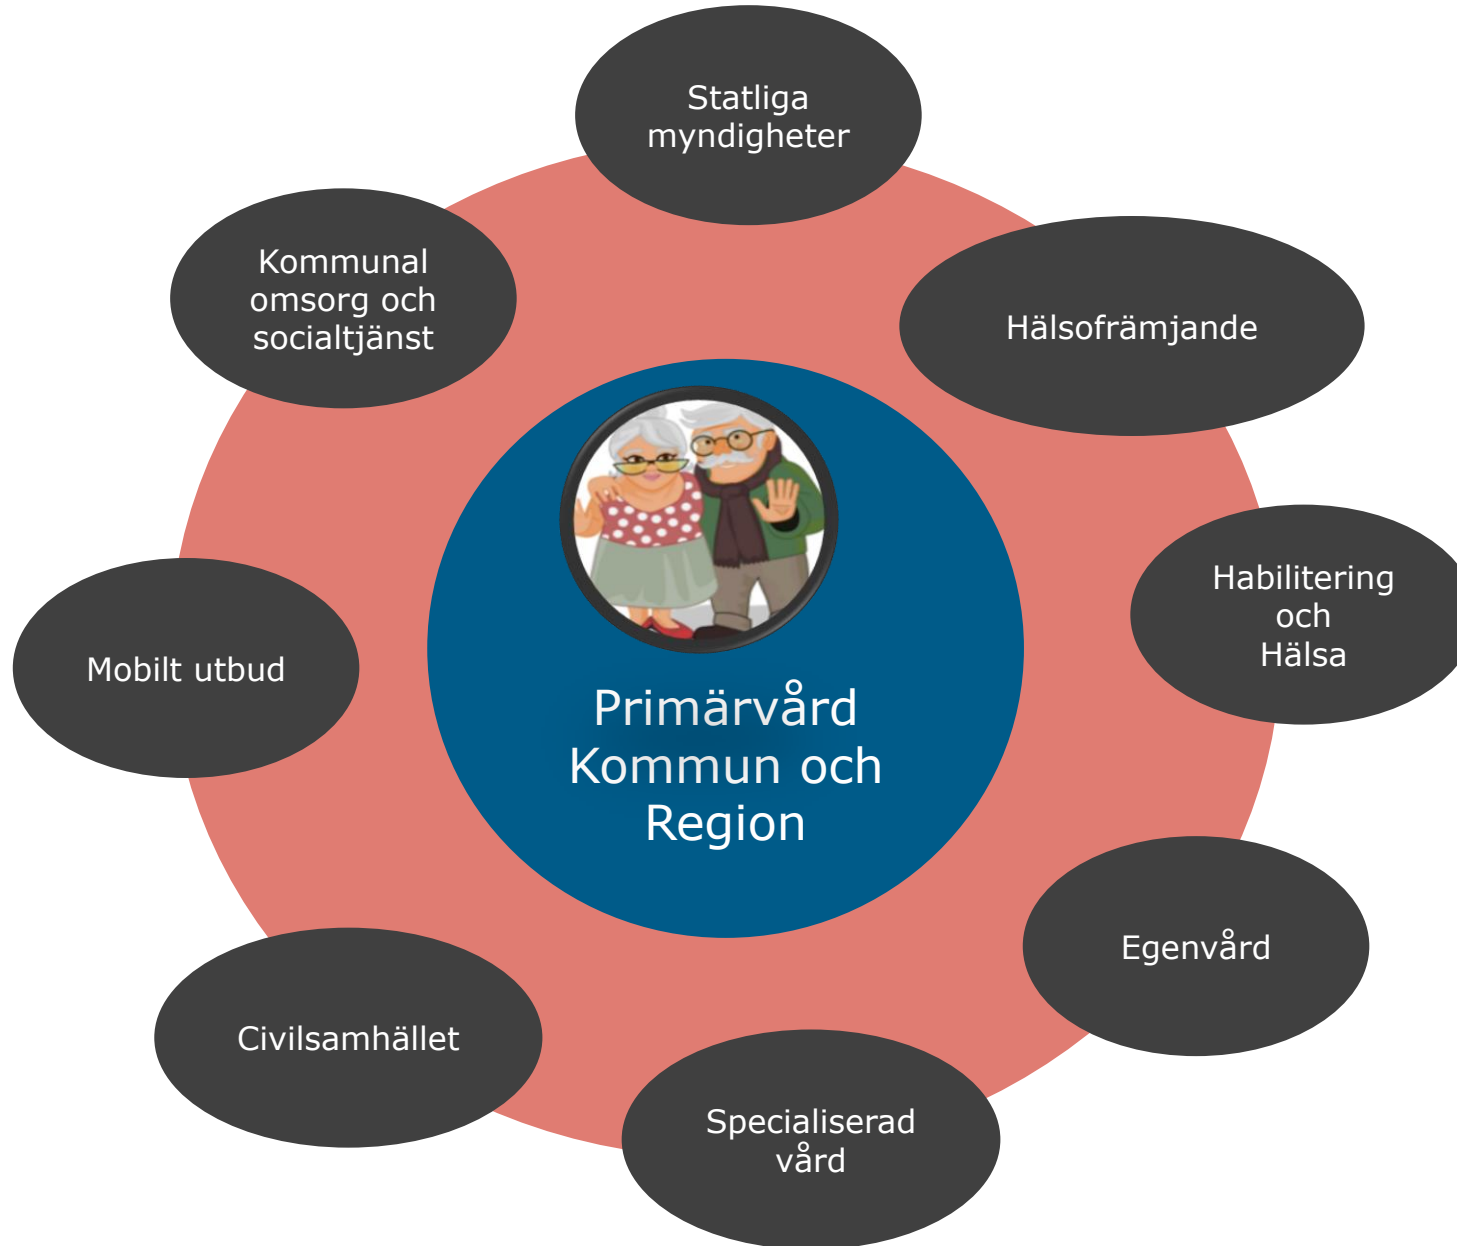 Statliga
myndigheter
Kommunal
omsorg och
socialtjänst
Hälsofrämjande
Habilitering
och
Hälsa
Mobilt utbud
Primärvård
Kommun och
Region
Egenvård
Civilsamhället
Specialiserad
vård